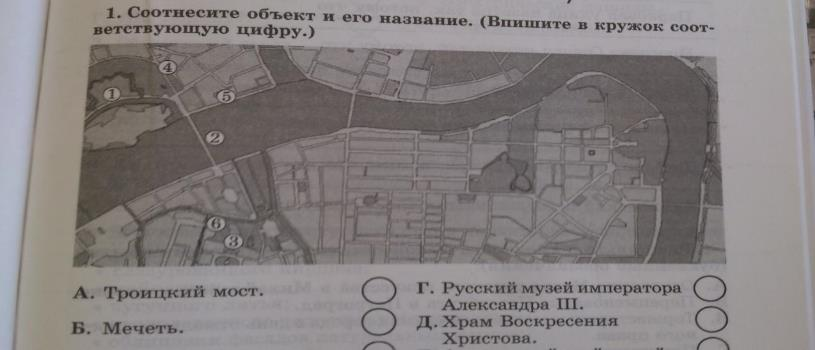 1. Соотнесите объект и его название. (Впишите в кружок соот-
ветствующую цифру.)
4
1
5
2
6
3
А. Троицкий мост.
Б. Мечеть.
Г. Русский музей императора
Александра III.
Д. Храм Воскресения
Христова.